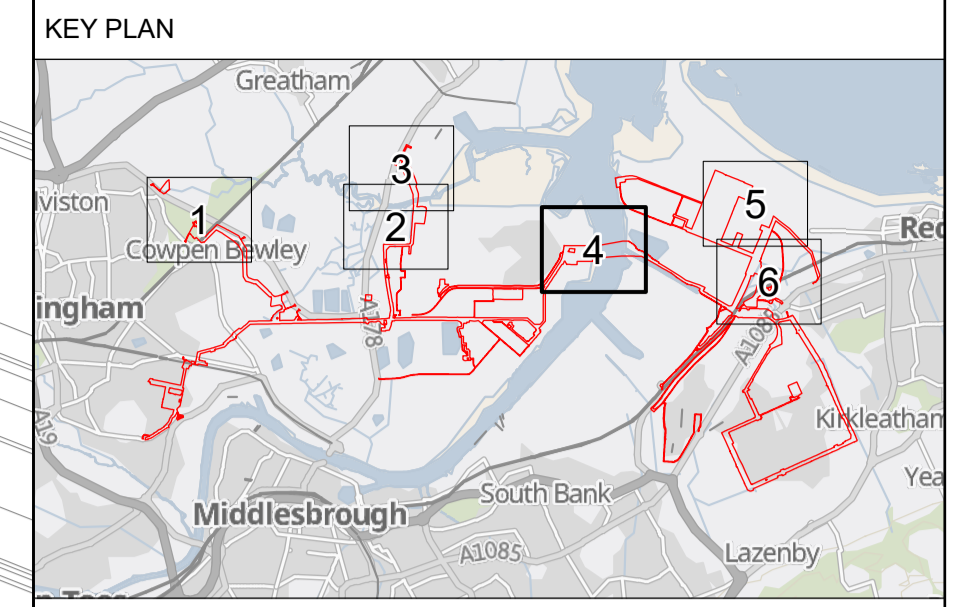 KEY PLAN
Greatham
3
lviston
1
5
2
Red
Cowpen Bewley
4
6
ingham
A178
A1085
A19
Kirkleatham
Yea
South Bank
Middlesbrough
A1085
Lazenby